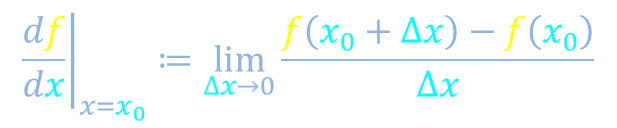 df/dx|_{x=x₀} := lim_{Δx→0} (f(x₀ + Δx) − f(x₀))/Δx